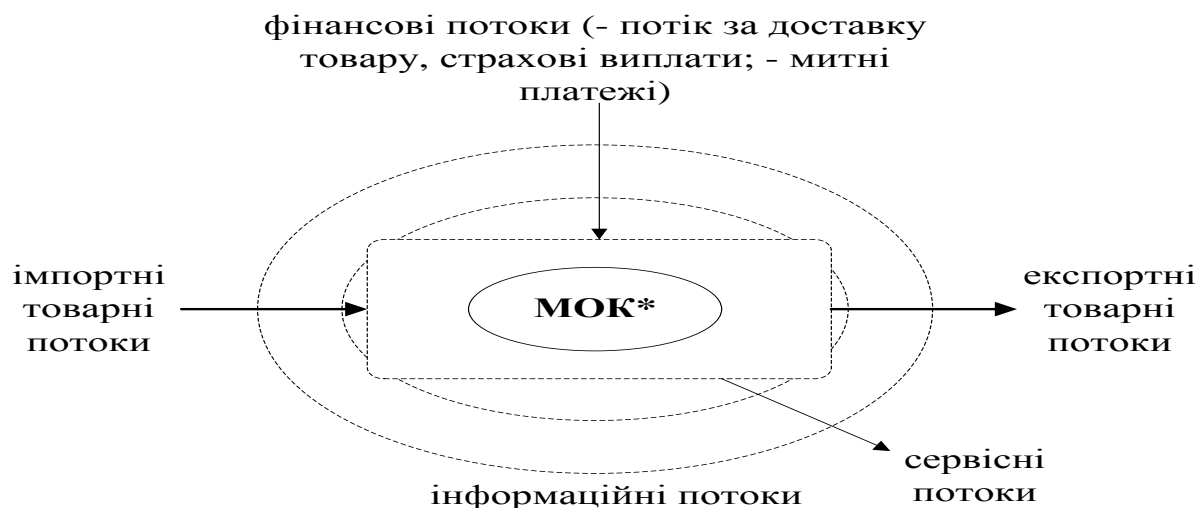 фінансові потоки (- потік за доставку
товару, страхові виплати; - митні
платежі)
імпортні
товарні
потоки
МОК*
експортні
товарні
потоки
сервісні
потоки
інформаційні потоки